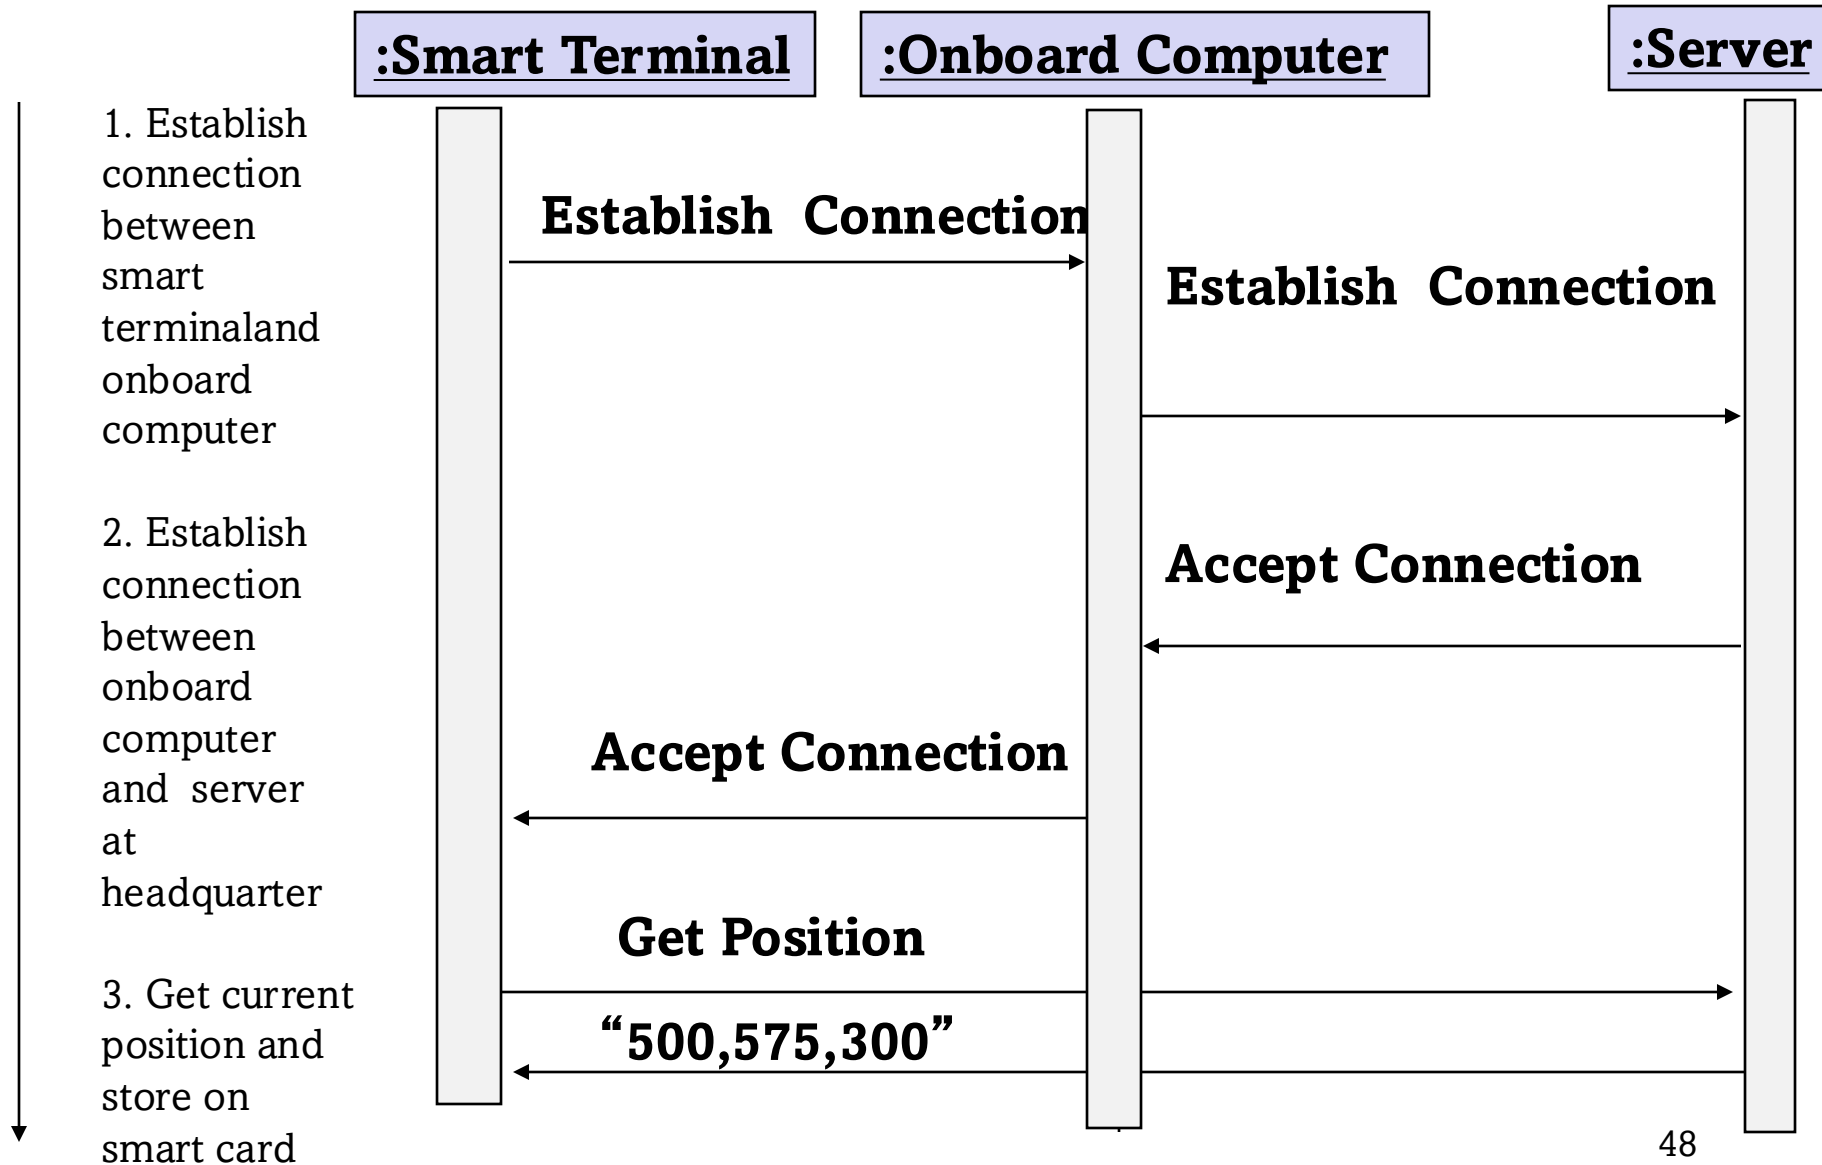 :Smart Terminal
:Onboard Computer
:Server
1. Establish
connection
between
smart
terminaland
onboard
computer
2. Establish
connection
between
onboard
computer
and server
at
headquarter
3. Get current
position and
store on
smart card
Establish Connection
Establish Connection
Accept Connection
Accept Connection
Get Position
“500,575,300”
48